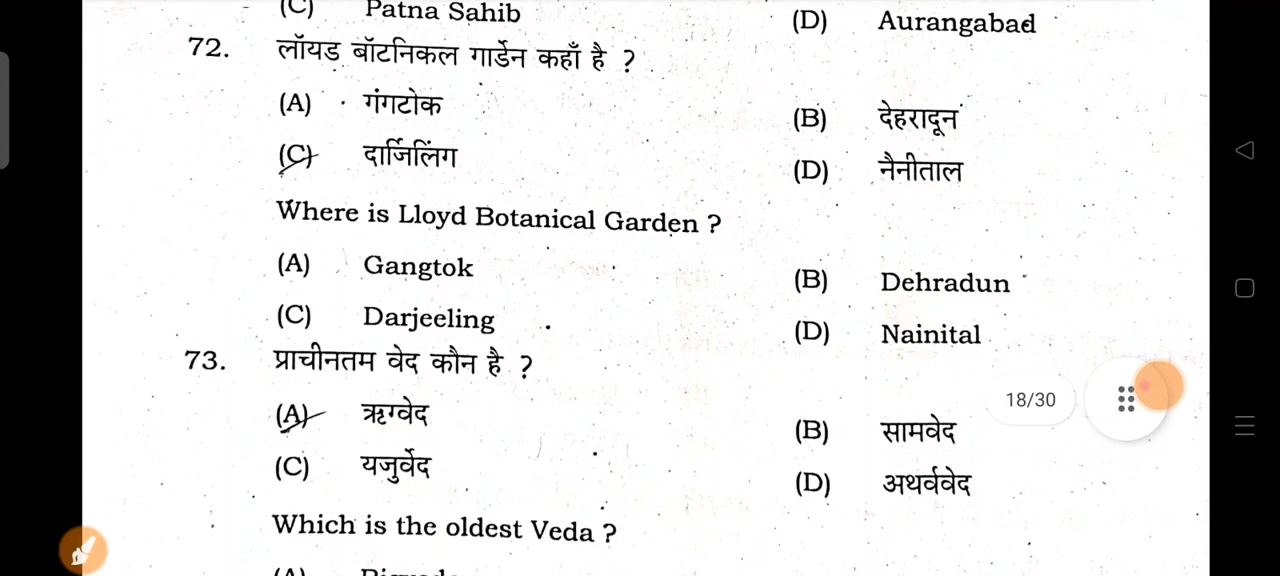 (C) Patna Sahib (D) Aurangabad
72. लॉयड बॉटनिकल गार्डेन कहाँ है ?
(A) गंगटोक (B) देहरादून
(C) दार्जिलिंग (D) नैनीताल
Where is Lloyd Botanical Garden ?
(A) Gangtok (B) Dehradun
(C) Darjeeling (D) Nainital
73. प्राचीनतम वेद कौन है ?
(A) ऋग्वेद (B) सामवेद
(C) यजुर्वेद (D) अथर्ववेद
18/30
Which is the oldest Veda ?
(A) Rigveda